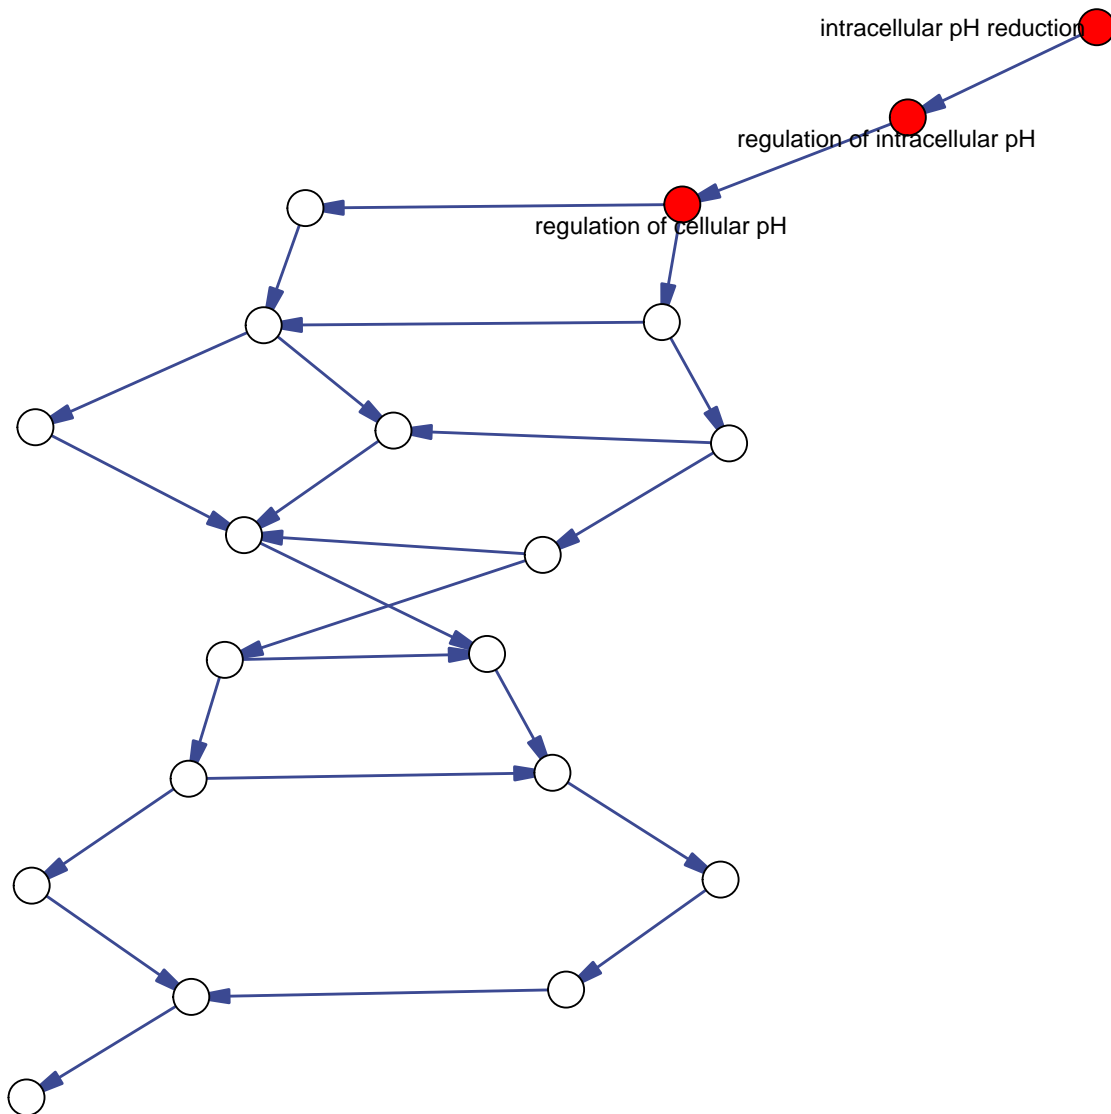 intracellular pH reduction
regulation of intracellular pH
regulation of cellular pH